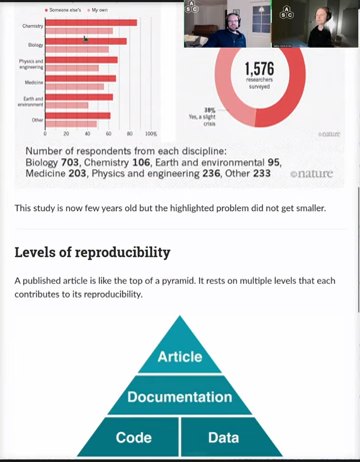 Someone else's My own
Chemistry
Biology
Physics and
engineering
Medicine
Earth and
environment
Other
0 20 40 60 80 100%
1,576
researchers
surveyed
38%
Yes, a slight
crisis
©nature
Number of respondents from each discipline:
Biology 703, Chemistry 106, Earth and environmental 95,
Medicine 203, Physics and engineering 236, Other 233
©nature
This study is now few years old but the highlighted problem did not get smaller.
Levels of reproducibility
A published article is like the top of a pyramid. It rests on multiple levels that each
contributes to its reproducibility.
Article
Documentation
Code Data